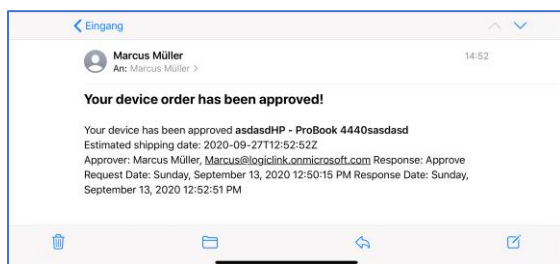 Eingang
Marcus Müller
14:52
An: Marcus Müller >
Your device order has been approved!
Your device has been approved asdasdHP - ProBook 4440sasdasd
Estimated shipping date: 2020-09-27T12:52:52Z
Approver: Marcus Müller, Marcus@logiclink.onmicrosoft.com Response: Approve
Request Date: Sunday, September 13, 2020 12:50:15 PM Response Date: Sunday,
September 13, 2020 12:52:51 PM